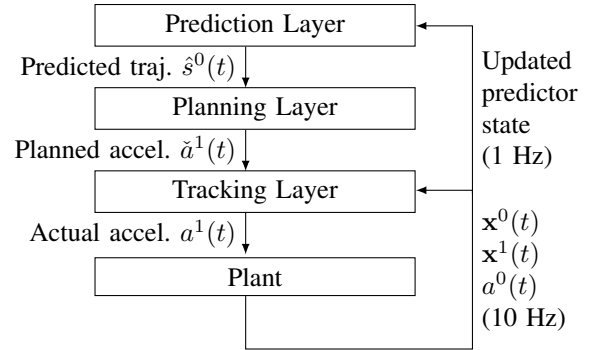 Prediction Layer
Predicted traj. ŝ⁰(t)
Planning Layer
Planned accel. ǎ¹(t)
Tracking Layer
Actual accel. a¹(t)
Plant
Updated
predictor
state
(1 Hz)
x⁰(t)
x¹(t)
a⁰(t)
(10 Hz)